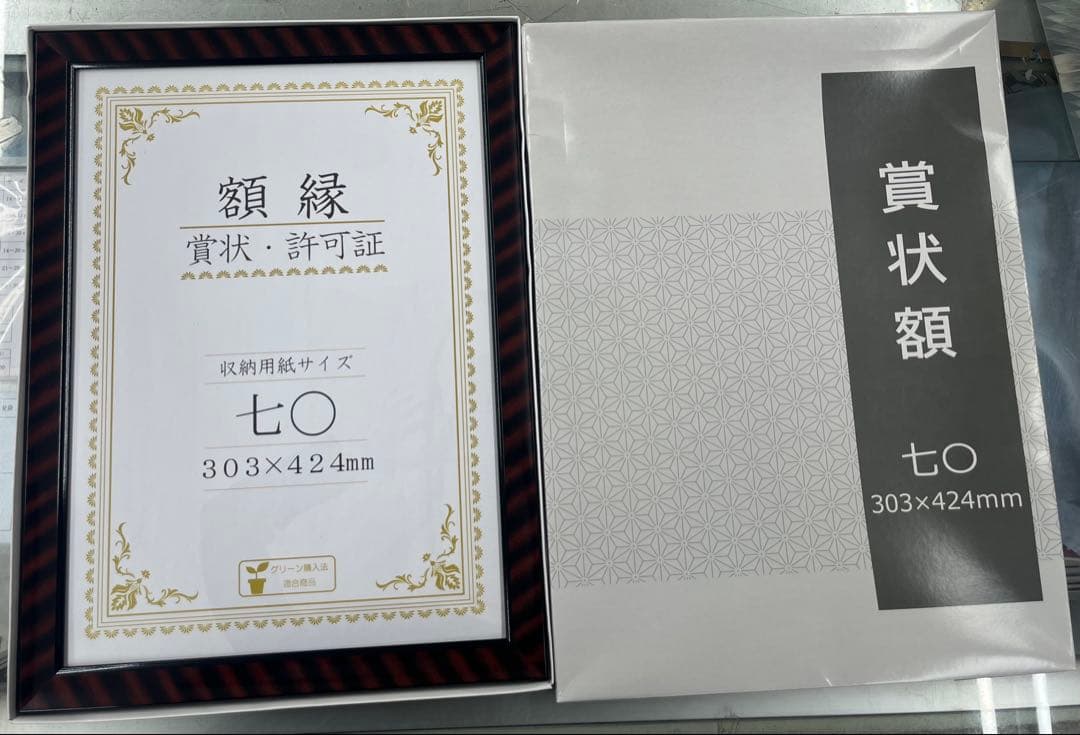 額縁
賞状・許可証
収納用紙サイズ
七〇
303×424mm
グリーン購入法
適合商品
賞状額
七〇
303×424mm